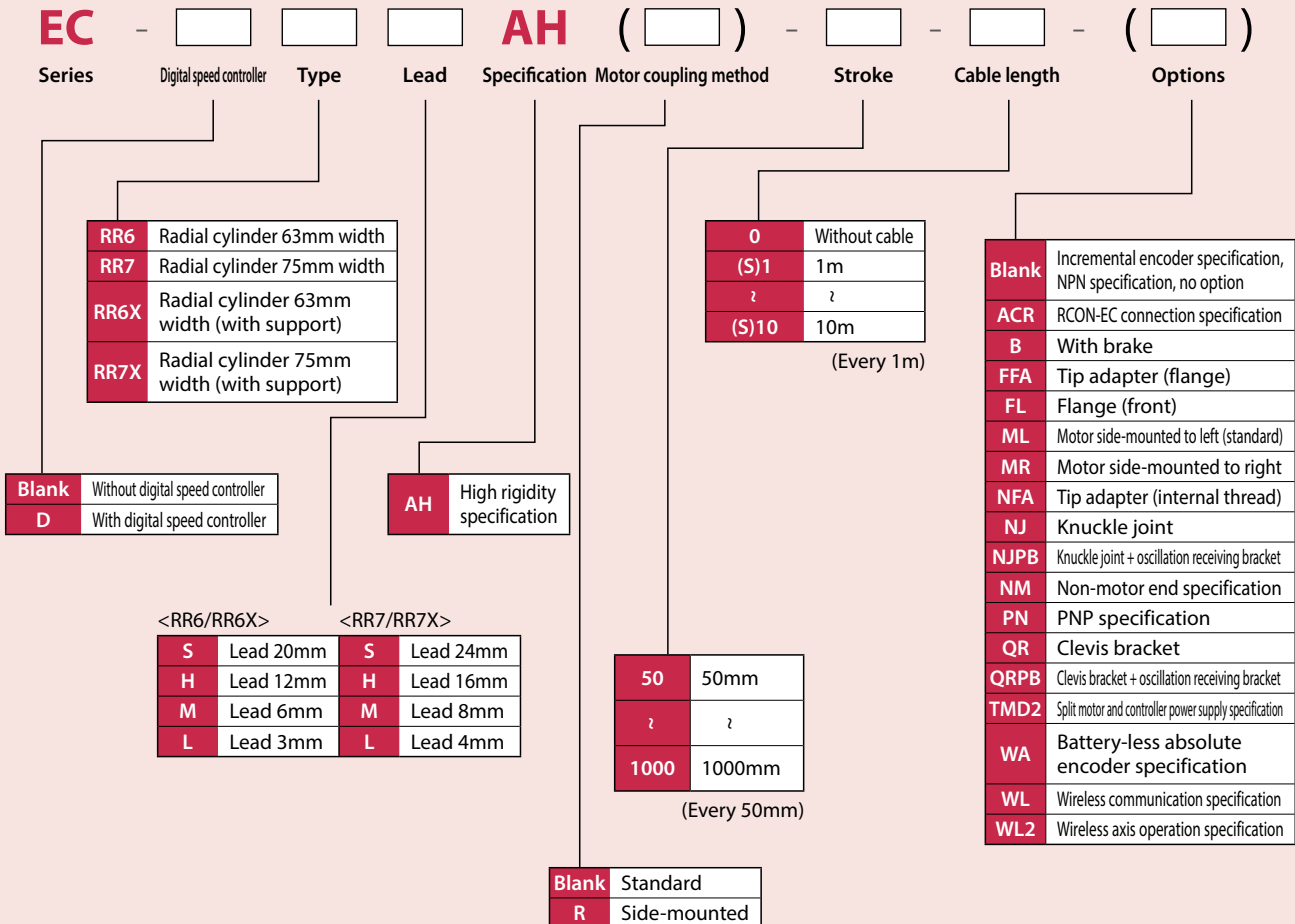 EC - AH ( ) - - - ( )
Series Digital speed controller Type Lead Specification Motor coupling method Stroke Cable length Options
RR6 Radial cylinder 63mm width
RR7 Radial cylinder 75mm width
RR6X Radial cylinder 63mm
width (with support)
RR7X Radial cylinder 75mm
width (with support)
0 Without cable
(S)1 1m
≀ ≀
(S)10 10m
(Every 1m)
Blank Incremental encoder specification,
NPN specification, no option
ACR RCON-EC connection specification
B With brake
FFA Tip adapter (flange)
FL Flange (front)
ML Motor side-mounted to left (standard)
MR Motor side-mounted to right
NFA Tip adapter (internal thread)
NJ Knuckle joint
NJPB Knuckle joint + oscillation receiving bracket
NM Non-motor end specification
PN PNP specification
QR Clevis bracket
QRPB Clevis bracket + oscillation receiving bracket
TMD2 Split motor and controller power supply specification
WA Battery-less absolute
encoder specification
WL Wireless communication specification
WL2 Wireless axis operation specification
Blank Without digital speed controller
D With digital speed controller
AH High rigidity
specification
<RR6/RR6X> <RR7/RR7X>
S Lead 20mm S Lead 24mm
H Lead 12mm H Lead 16mm
M Lead 6mm M Lead 8mm
L Lead 3mm L Lead 4mm
50 50mm
≀ ≀
1000 1000mm
(Every 50mm)
Blank Standard
R Side-mounted